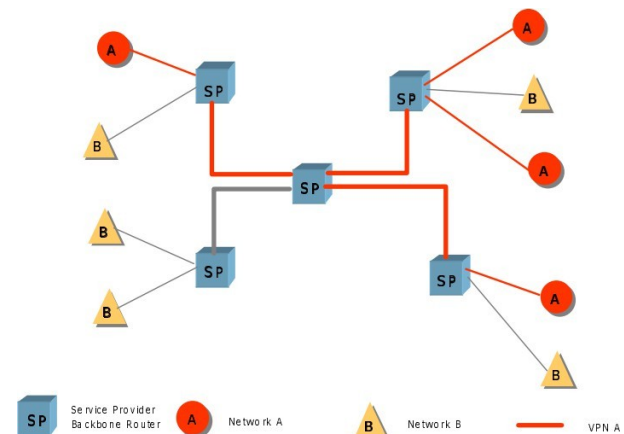 A
A
SP
SP
B
B
A
SP
B
SP
SP
A
B
B
Service Provider
Backbone Router
SP
A
Network A
B
Network B
VPN A